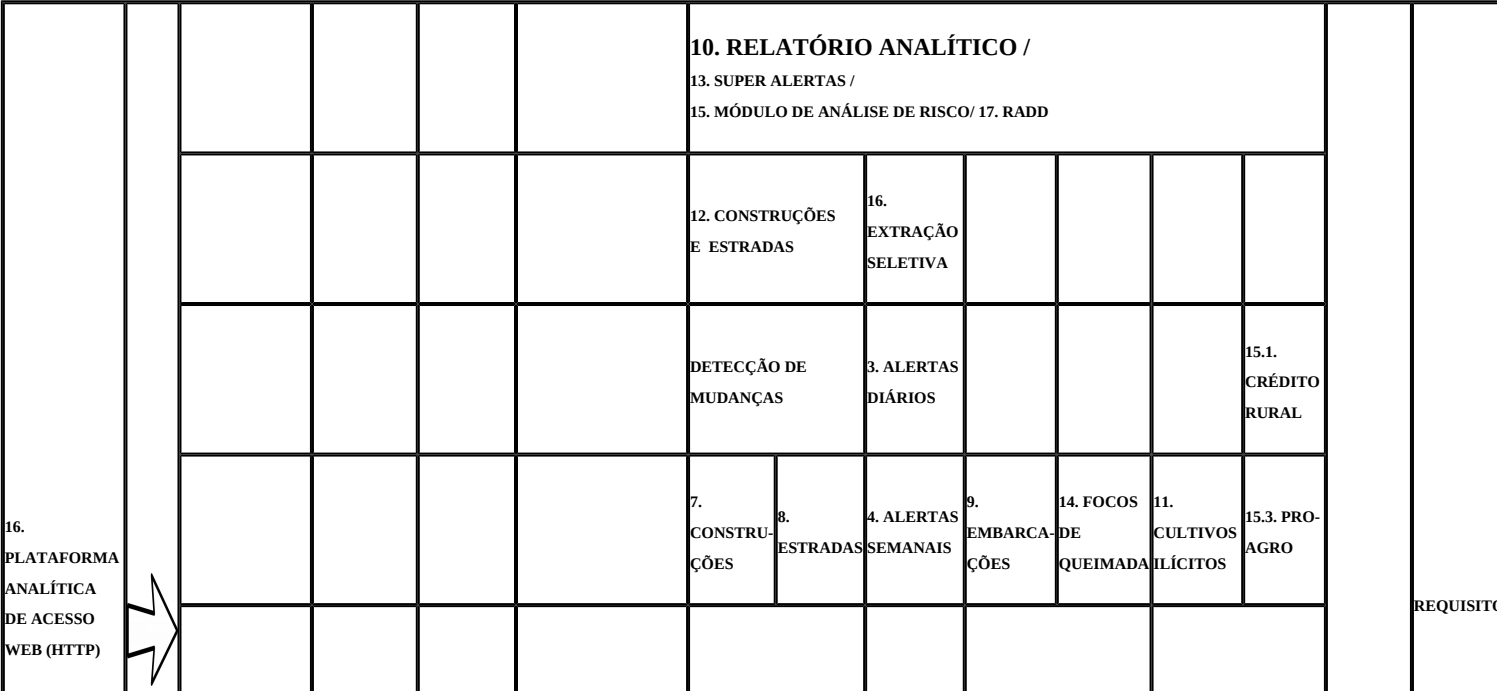 10. RELATÓRIO ANALÍTICO /
13. SUPER ALERTAS /
15. MÓDULO DE ANÁLISE DE RISCO/ 17. RADD
12. CONSTRUÇÕES
E ESTRADAS
16.
EXTRAÇÃO
SELETIVA
DETECÇÃO DE
MUDANÇAS
3. ALERTAS
DIÁRIOS
15.1.
CRÉDITO
RURAL
7.
CONSTRU-
ÇÕES
8.
ESTRADAS
4. ALERTAS
SEMANAIS
9.
EMBARCA-
ÇÕES
14. FOCOS
DE
QUEIMADA
11.
CULTIVOS
ILÍCITOS
15.3. PRO-
AGRO
16.
PLATAFORMA
ANALÍTICA
DE ACESSO
WEB (HTTP)